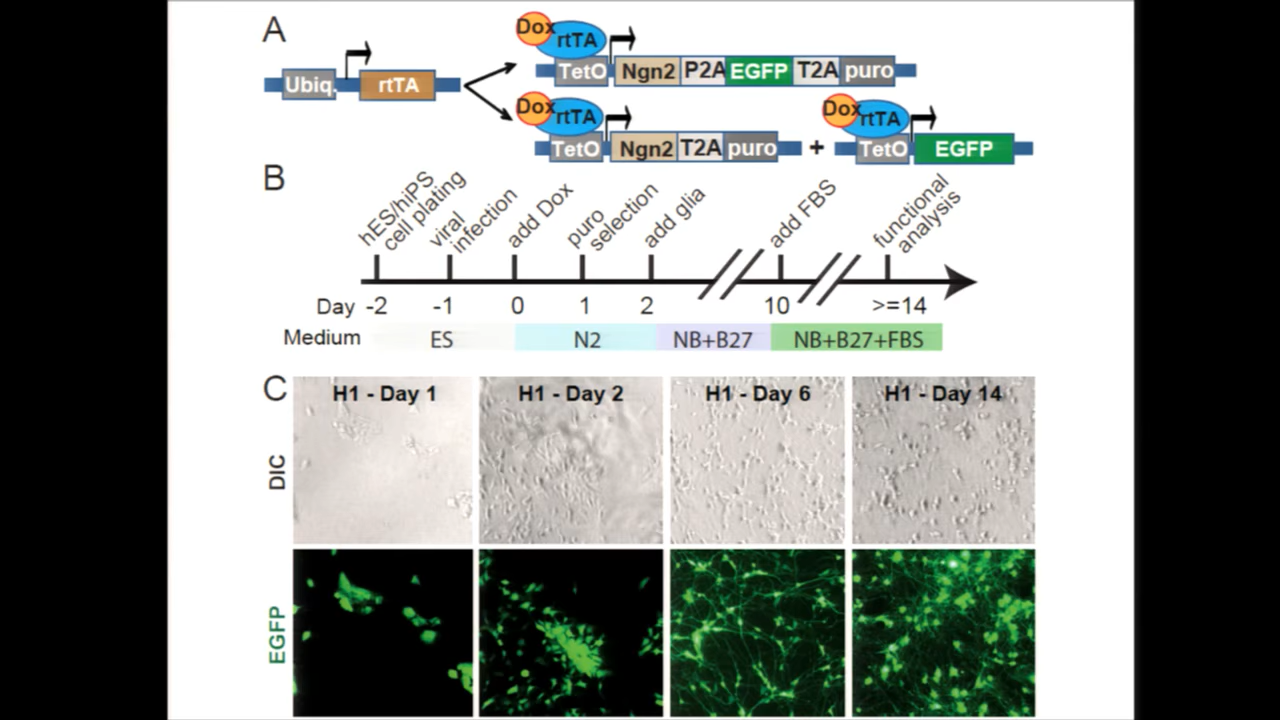 A
Dox
rtTA
Dox
rtTA
Ubiq.
rtTA
TetO
Ngn2
P2A
EGFP
T2A
puro
Dox
rtTA
TetO
Ngn2
T2A
puro
+
TetO
EGFP
B
hES/hiPS
cell plating
viral
infection
add Dox
puro
selection
add glia
add FBS
functional
analysis
Day -2 -1 0 1 2 10 >=14
Medium ES N2 NB+B27 NB+B27+FBS
C
H1 - Day 1
H1 - Day 2
H1 - Day 6
H1 - Day 14
DIC
EGFP